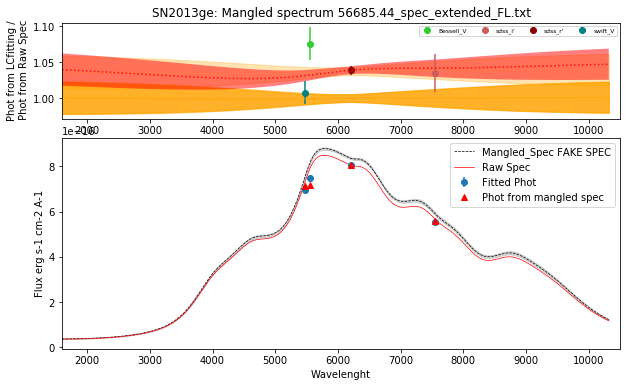 SN2013ge: Mangled spectrum 56685.44_spec_extended_FL.txt
Phot from LCfitting /
Phot from Raw Spec
1.10
1.05
1.00
Bessell_V
sdss_i'
sdss_r'
swift_V
2000 3000 4000 5000 6000 7000 8000 9000 10000
1e−16
Flux erg s-1 cm-2 A-1
8
6
4
2
0
Mangled_Spec FAKE SPEC
Raw Spec
Fitted Phot
Phot from mangled spec
2000 3000 4000 5000 6000 7000 8000 9000 10000
Wavelenght